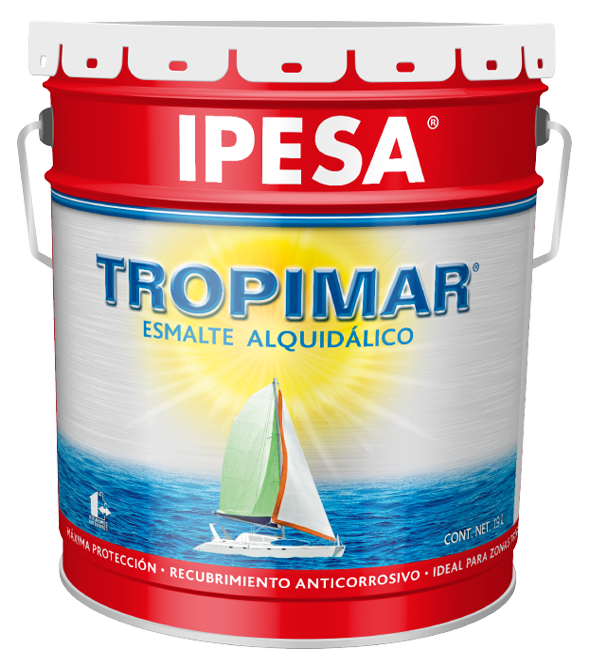 IPESA®
TROPIMAR®
ESMALTE ALQUIDÁLICO
CONT. NET.
MÁXIMA PROTECCIÓN • RECUBRIMIENTO ANTICORROSIVO • IDEAL PARA ZONAS